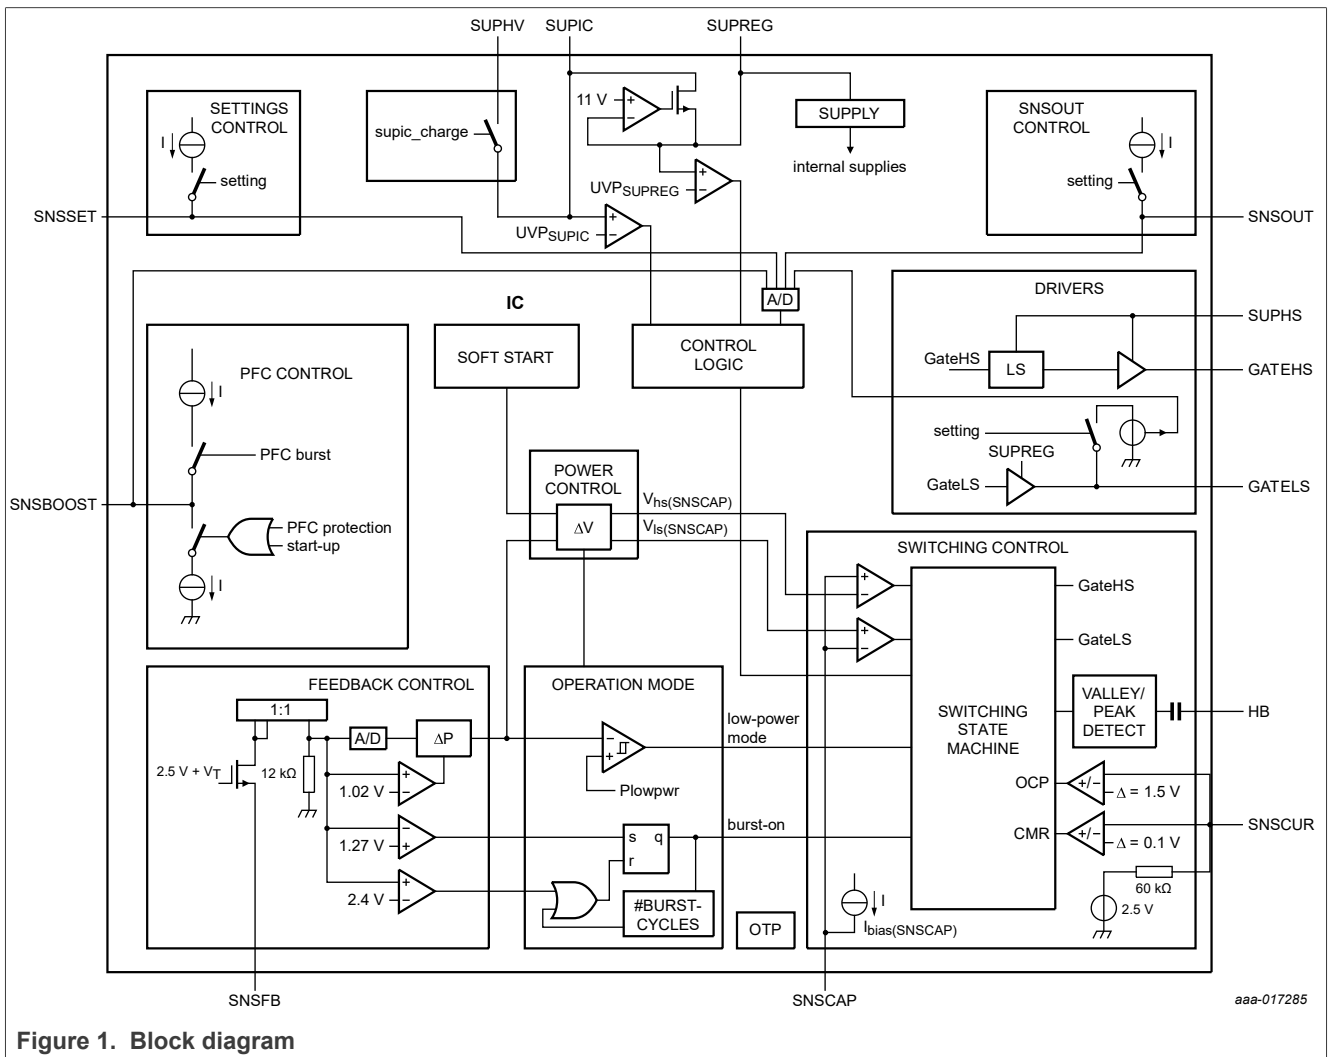 SUPHV SUPIC SUPREG
SETTINGS
CONTROL
I
setting
SNSSET
supic_charge
11 V
+
−
UVPSUPREG
+
−
UVPSUPIC
+
−
SUPPLY
internal supplies
SNSOUT
CONTROL
I
setting
SNSOUT
A/D
IC
SOFT START
CONTROL
LOGIC
DRIVERS
SUPHS
GateHS
LS
GATEHS
setting
SUPREG
GateLS
GATELS
PFC CONTROL
I
PFC burst
SNSBOOST
PFC protection
start-up
I
POWER
CONTROL
ΔV
Vhs(SNSCAP)
Vls(SNSCAP)
SWITCHING CONTROL
+
−
+
−
GateHS
GateLS
SWITCHING
STATE
MACHINE
VALLEY/
PEAK
DETECT
HB
OCP
+/−
Δ = 1.5 V
CMR
+/−
Δ = 0.1 V
SNSCUR
60 kΩ
2.5 V
I
Ibias(SNSCAP)
FEEDBACK CONTROL
1:1
A/D
ΔP
2.5 V + VT
12 kΩ
+
1.02 V
−
−
1.27 V
+
+
2.4 V
−
OPERATION MODE
−
+
Plowpwr
low-power
mode
s q
r
burst-on
#BURST-
CYCLES
OTP
SNSFB
SNSCAP
aaa-017285
Figure 1. Block diagram